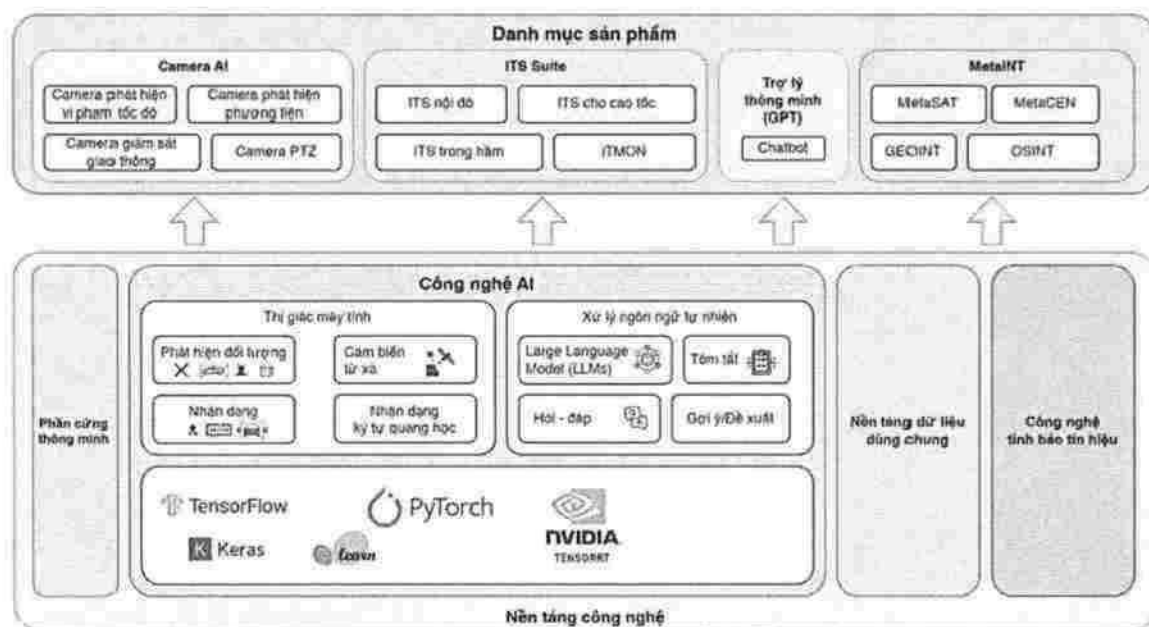 Danh mục sản phẩm
Camera AI
Camera phát hiện
vi phạm tốc độ
Camera phát hiện
phương tiện
Camera giám sát
giao thông
Camera PTZ
ITS Suite
ITS nội đô
ITS cho cao tốc
ITS trong hầm
ITMON
Trợ lý
thông minh
(GPT)
Chatbot
MetaINT
MetaSAT
MetaCEN
GEOINT
OSINT
Phần cứng
thông minh
Công nghệ AI
Thị giác máy tính
Phát hiện đối tượng
Cảm biến
từ xa
Nhận dạng
Nhận dạng
ký tự quang học
Xử lý ngôn ngữ tự nhiên
Large Language
Model (LLMs)
Tóm tắt
Hỏi - đáp
Gợi ý/Đề xuất
TensorFlow
PyTorch
Keras
learn
NVIDIA
TENSORRT
Nền tảng dữ liệu
dùng chung
Công nghệ
tình báo tín hiệu
Nền tảng công nghệ